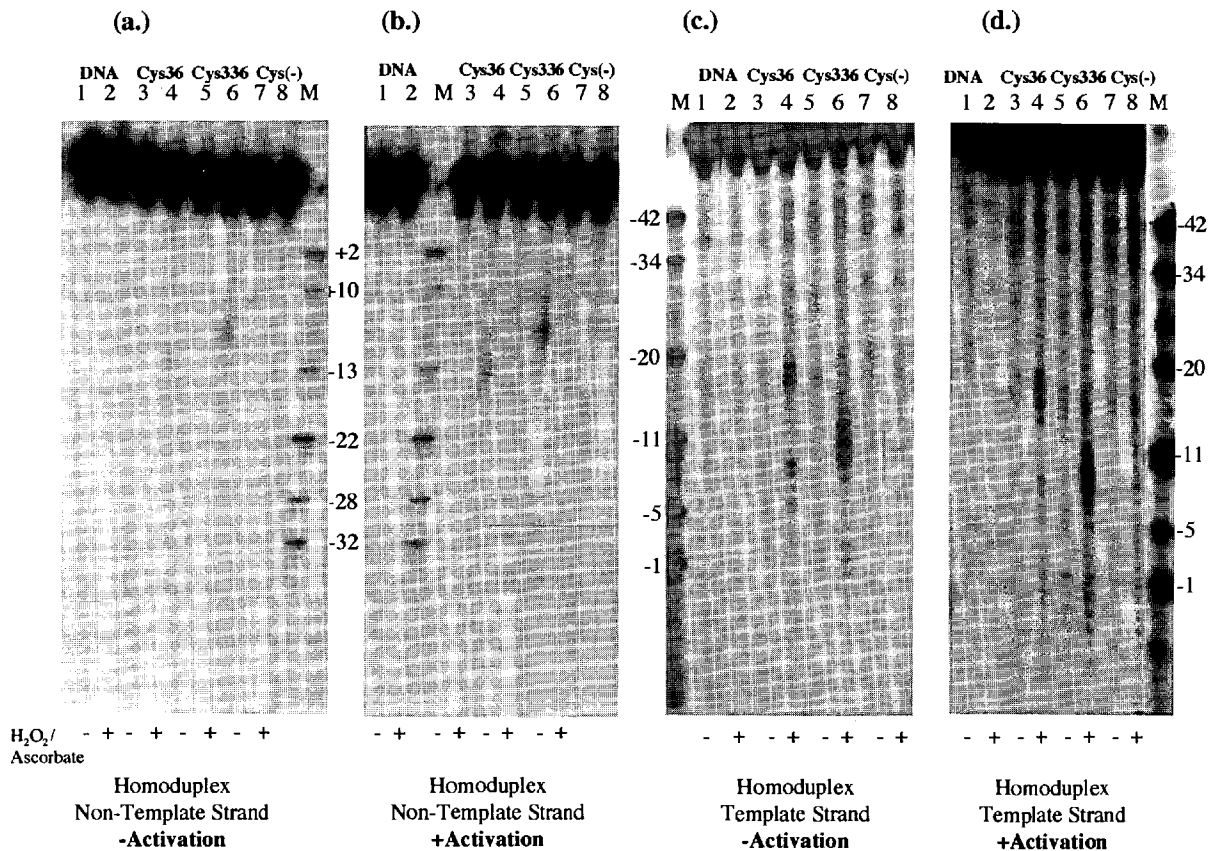 (a.) (b.) (c.) (d.)
DNA Cys36 Cys336 Cys(-)
1 2 3 4 5 6 7 8 M
DNA Cys36 Cys336 Cys(-)
1 2 M 3 4 5 6 7 8
DNA Cys36 Cys336 Cys(-)
M 1 2 3 4 5 6 7 8
DNA Cys36 Cys336 Cys(-)
1 2 3 4 5 6 7 8 M
+2
+10
-13
-22
-28
-32
-42
-34
-20
-11
-5
-1
-42
-34
-20
-11
-5
-1
H₂O₂/
Ascorbate
- + - + - + - +
- + - + - + - +
- + - + - + - +
- + - + - + - +
Homoduplex
Non-Template Strand
-Activation
Homoduplex
Non-Template Strand
+Activation
Homoduplex
Template Strand
-Activation
Homoduplex
Template Strand
+Activation